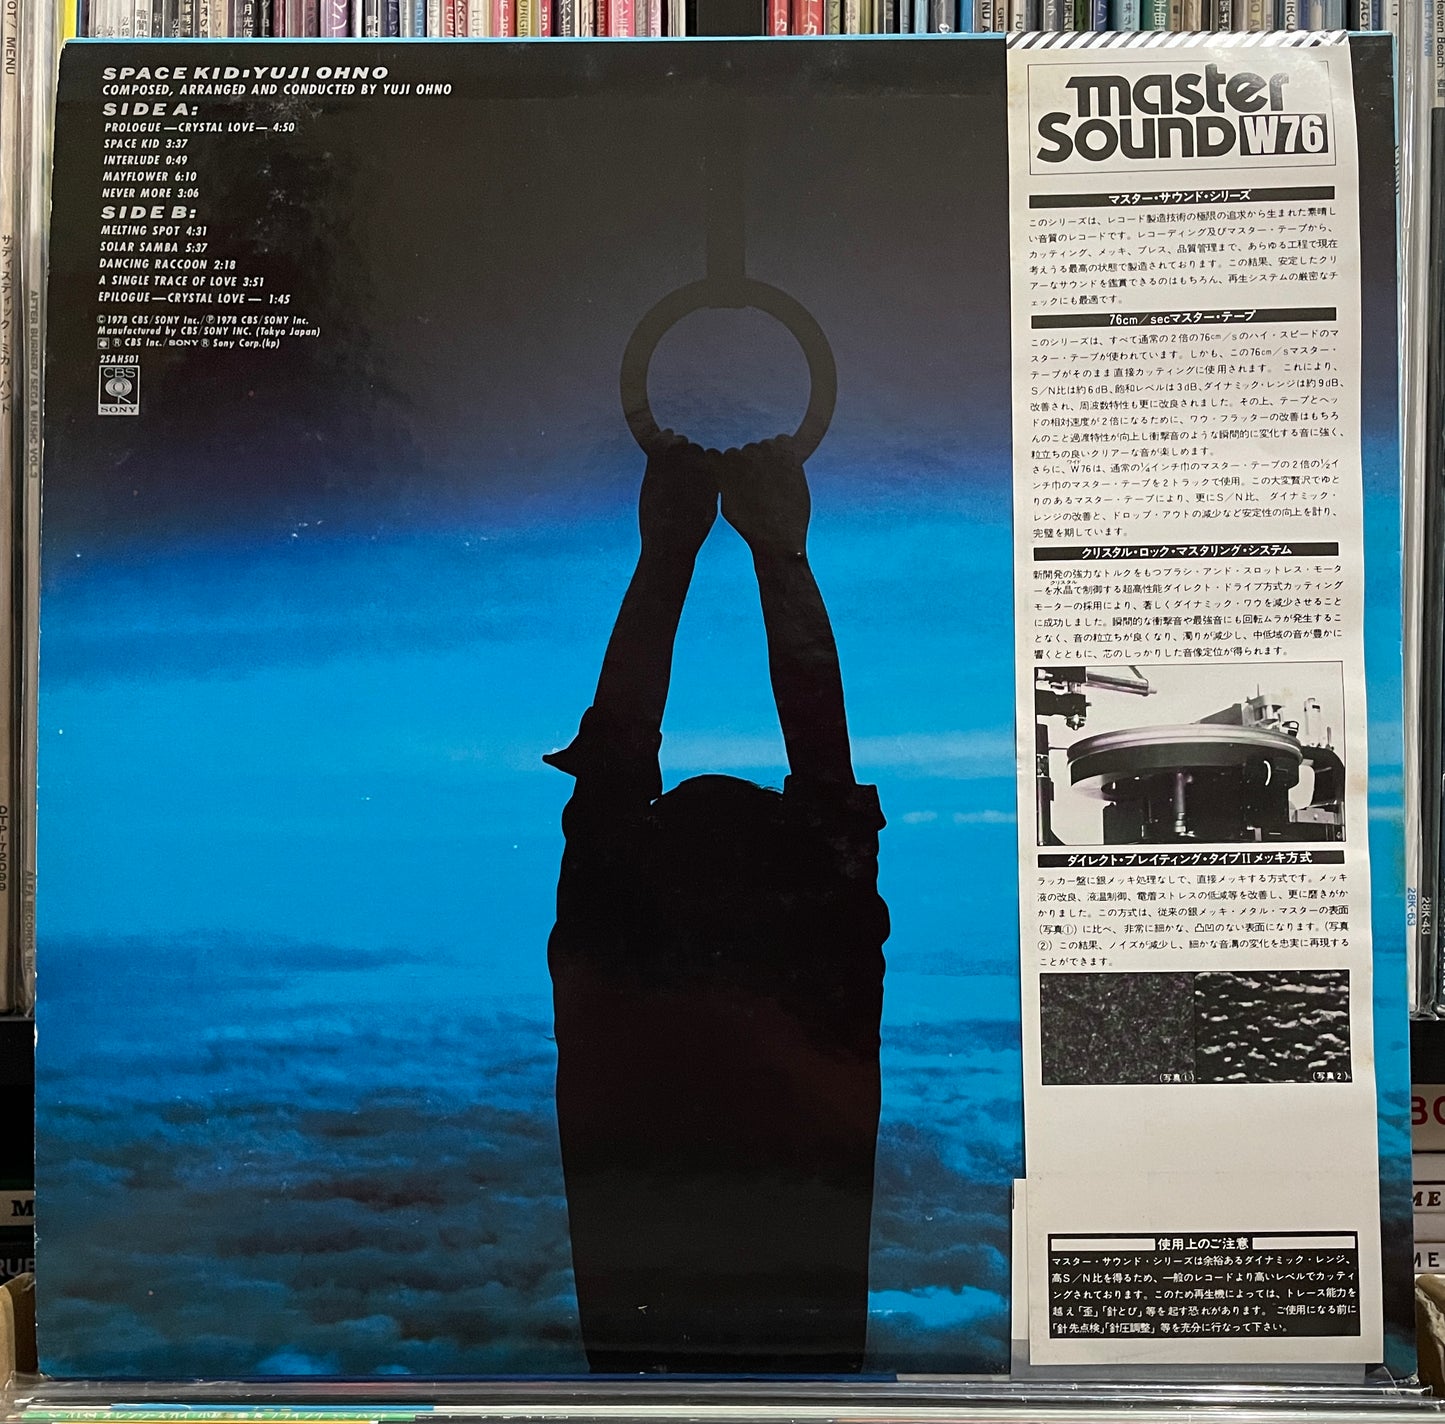 SPACE KID:YUJI OHNO
COMPOSED, ARRANGED AND CONDUCTED BY YUJI OHNO
SIDE A:
PROLOGUE—CRYSTAL LOVE— 4:50
SPACE KID 3:37
INTERLUDE 0:49
MAYFLOWER 6:10
NEVER MORE 3:06
SIDE B:
MELTING SPOT 4:31
SOLAR SAMBA 5:37
DANCING RACCOON 2:18
A SINGLE TRACE OF LOVE 3:51
EPILOGUE—CRYSTAL LOVE— 1:45
©1978 CBS/SONY Inc./Ⓟ1978 CBS/SONY Inc.
Manufactured by CBS/SONY INC. (Tokyo Japan)
® CBS Inc./SONY ® Sony Corp.(kp)
25AH501
CBS
SONY
master
Sound W76
マスター・サウンド・シリーズ
このシリーズは、レコード製造技術の極限の追求から生まれた素晴し
い音質のレコードです。レコーディング及びマスター・テープから、
カッティング、メッキ、プレス、品質管理まで、あらゆる工程で現在
考えうる最高の状態で製造されております。この結果、安定したクリ
アーなサウンドを鑑賞できるのはもちろん、再生システムの厳密なチ
ェックにも最適です。
76cm/secマスター・テープ
このシリーズは、すべて通常の2倍の76cm/sのハイ・スピードのマ
スター・テープが使われています。しかも、この76cm/sマスター・
テープがそのまま直接カッティングに使用されます。これにより、
S/N比は約6dB、飽和レベルは3dB、ダイナミック・レンジは約9dB、
改善され、周波数特性も更に改良されました。その上、テープとヘッ
ドの相対速度が2倍になるために、ワウ・フラッターの改善はもちろ
んのこと過渡特性が向上し衝撃音のような瞬間的に変化する音に強く、
粒立ちの良いクリアーな音が楽しめます。
さらに、W76は、通常の¼インチ巾のマスター・テープの2倍の½イ
ンチ巾のマスター・テープを2トラックで使用。この大変贅沢でゆと
りのあるマスター・テープにより、更にS/N比、ダイナミック・
レンジの改善と、ドロップ・アウトの減少など安定性の向上を計り、
完璧を期しています。
クリスタル・ロック・マスタリング・システム
新開発の強力なトルクをもつブラシ・アンド・スロットレス・モータ
ーを水晶で制御する超高性能ダイレクト・ドライブ方式カッティング
モーターの採用により、著しくダイナミック・ワウを減少させること
に成功しました。瞬間的な衝撃音や最強音にも回転ムラが発生するこ
となく、音の粒立ちが良くなり、濁りが減少し、中低域の音が豊かに
響くとともに、芯のしっかりした音像定位が得られます。
ダイレクト・プレイティング・タイプIIメッキ方式
ラッカー盤に銀メッキ処理なしで、直接メッキする方式です。メッキ
液の改良、液温制御、電着ストレスの低減等を改善し、更に磨きがか
かりました。この方式は、従来の銀メッキ・メタル・マスターの表面
(写真①)に比べ、非常に細かな、凸凹のない表面になります。(写真
②)この結果、ノイズが減少し、細かな音溝の変化を忠実に再現する
ことができます。
(写真1) (写真2)
使用上のご注意
マスター・サウンド・シリーズは余裕あるダイナミック・レンジ、
高S/N比を得るため、一般のレコードより高いレベルでカッティ
ングされております。このため再生機によっては、トレース能力を
越え「歪」「針とび」等を起す恐れがあります。ご使用になる前に
「針先点検」「針圧調整」等を充分に行なって下さい。
サディスティック・ミカ・バンド
AFTER BURNER/SEGA MUSIC VOL.3
DTP-72099
ALFA RECORDS, INC.
28K-63
28K-43